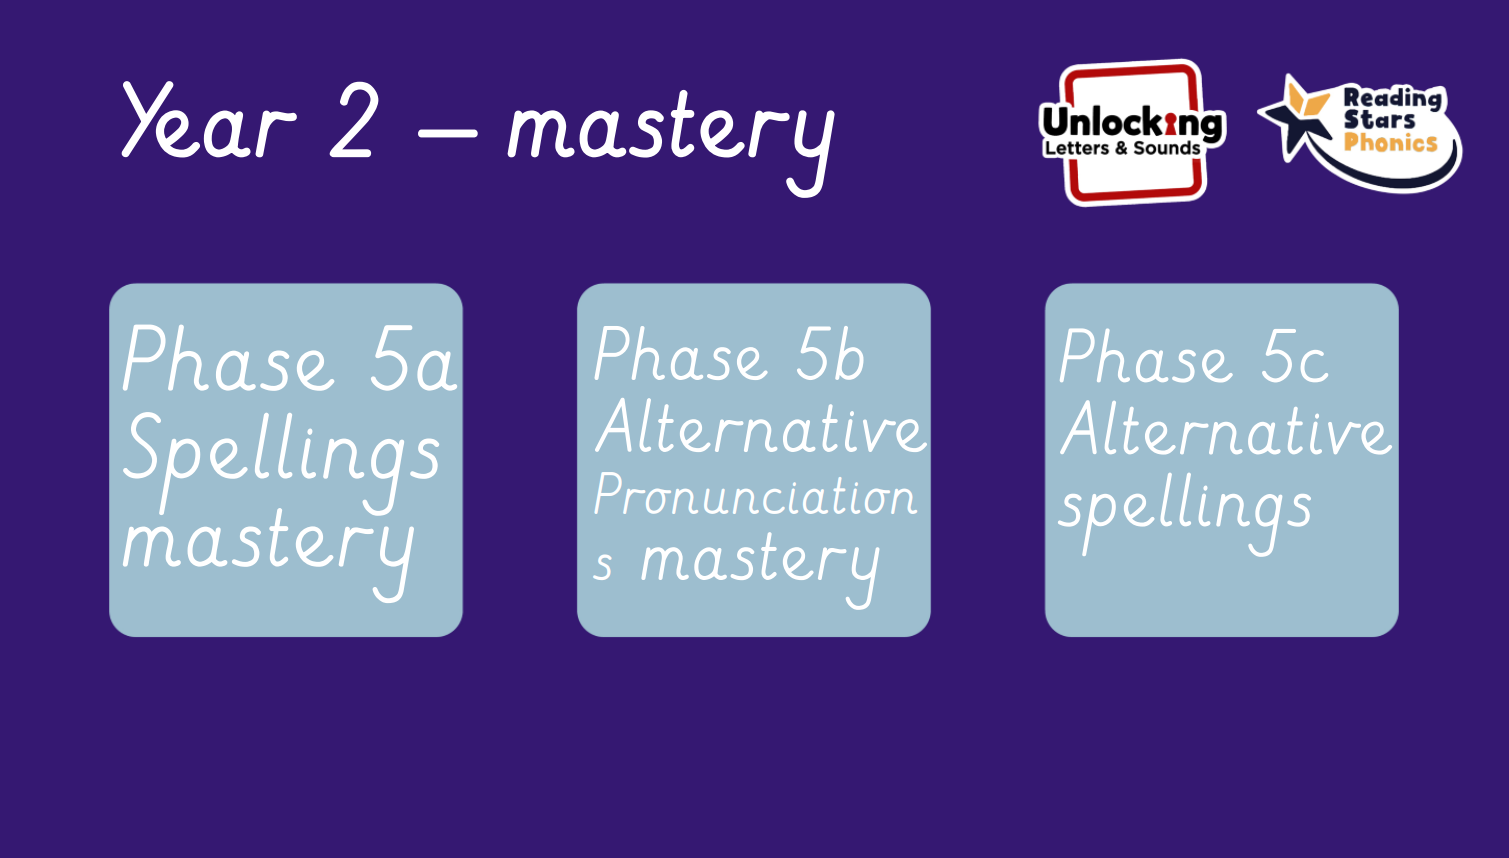 Year 2 – mastery
Unlocking
Letters & Sounds
Reading
Stars
Phonics
Phase 5a
Spellings
mastery
Phase 5b
Alternative
Pronunciation
s mastery
Phase 5c
Alternative
spellings